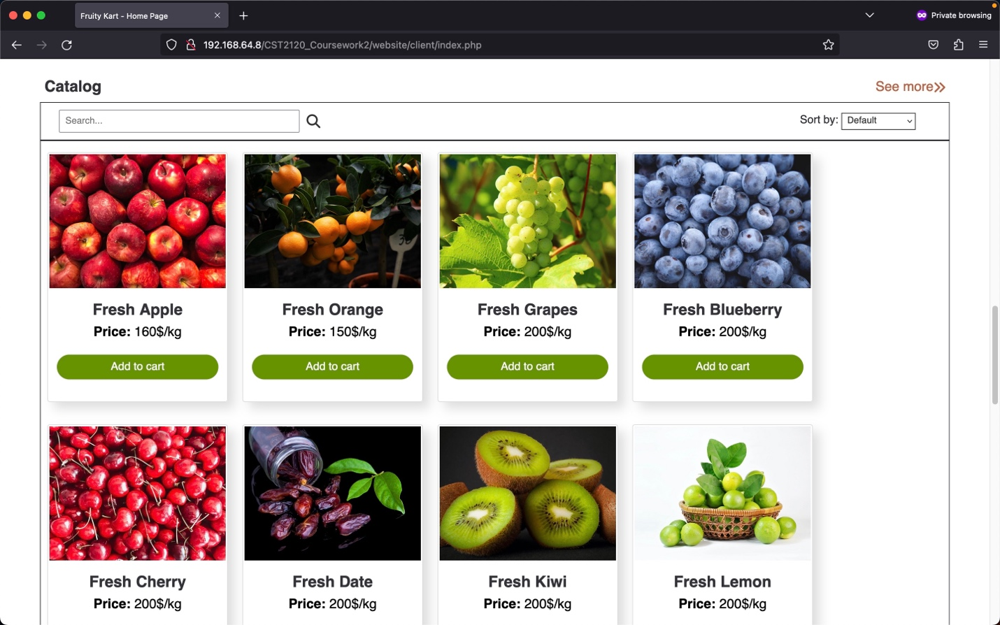 Fruity Kart - Home Page
Private browsing
192.168.64.8/CST2120_Coursework2/website/client/index.php
Catalog
See more
Search...
Sort by: Default
Fresh Apple
Price: 160$/kg
Add to cart
Fresh Orange
Price: 150$/kg
Add to cart
Fresh Grapes
Price: 200$/kg
Add to cart
Fresh Blueberry
Price: 200$/kg
Add to cart
Fresh Cherry
Price: 200$/kg
Fresh Date
Price: 200$/kg
Fresh Kiwi
Price: 200$/kg
Fresh Lemon
Price: 200$/kg